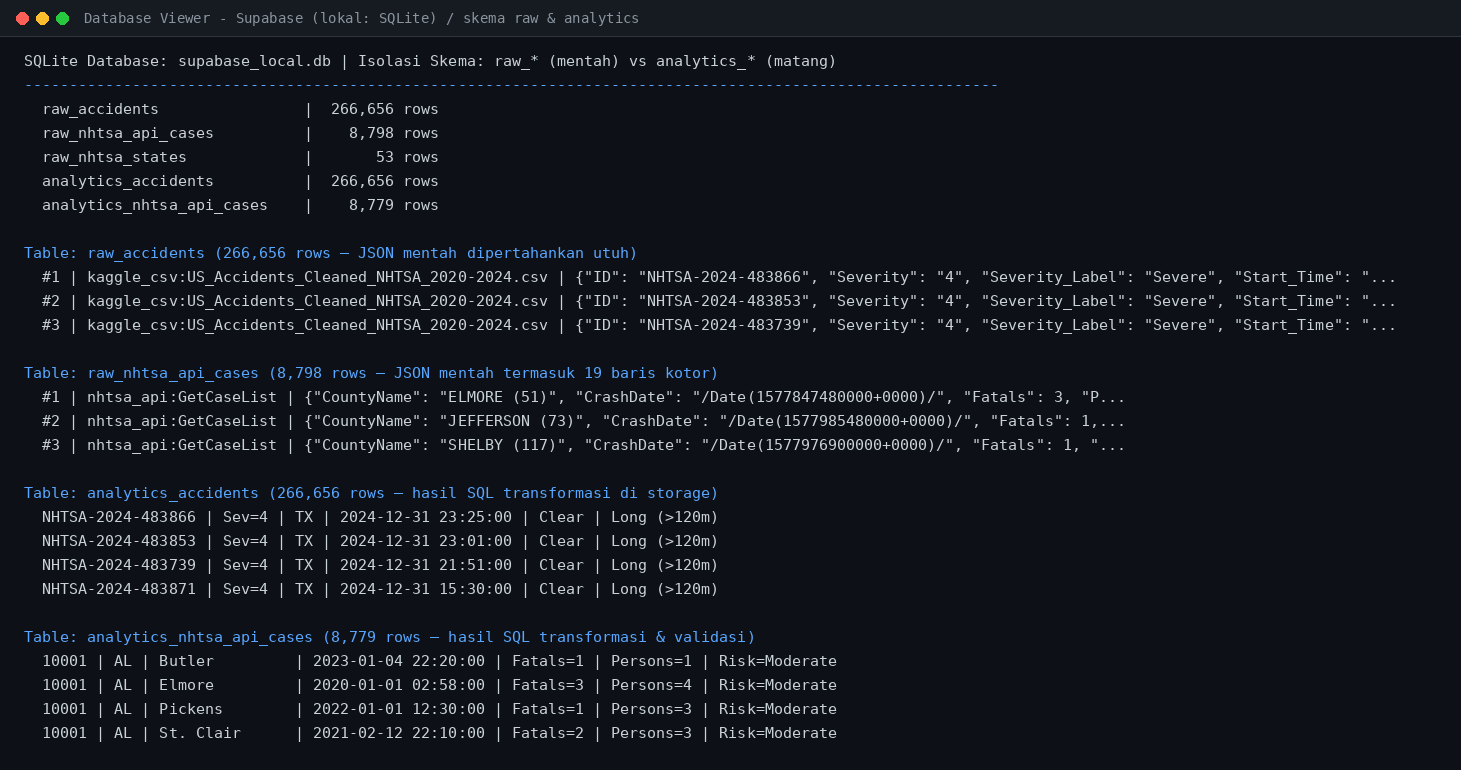 Database Viewer - Supabase (lokal: SQLite) / skema raw & analytics
SQLite Database: supabase_local.db | Isolasi Skema: raw_* (mentah) vs analytics_* (matang)
------------------------------------------------------------------------------------------------------------
raw_accidents | 266,656 rows
raw_nhtsa_api_cases | 8,798 rows
raw_nhtsa_states | 53 rows
analytics_accidents | 266,656 rows
analytics_nhtsa_api_cases | 8,779 rows
Table: raw_accidents (266,656 rows — JSON mentah dipertahankan utuh)
#1 | kaggle_csv:US_Accidents_Cleaned_NHTSA_2020-2024.csv | {"ID": "NHTSA-2024-483866", "Severity": "4", "Severity_Label": "Severe", "Start_Time": "...
#2 | kaggle_csv:US_Accidents_Cleaned_NHTSA_2020-2024.csv | {"ID": "NHTSA-2024-483853", "Severity": "4", "Severity_Label": "Severe", "Start_Time": "...
#3 | kaggle_csv:US_Accidents_Cleaned_NHTSA_2020-2024.csv | {"ID": "NHTSA-2024-483739", "Severity": "4", "Severity_Label": "Severe", "Start_Time": "...
Table: raw_nhtsa_api_cases (8,798 rows — JSON mentah termasuk 19 baris kotor)
#1 | nhtsa_api:GetCaseList | {"CountyName": "ELMORE (51)", "CrashDate": "/Date(1577847480000+0000)/", "Fatals": 3, "P...
#2 | nhtsa_api:GetCaseList | {"CountyName": "JEFFERSON (73)", "CrashDate": "/Date(1577985480000+0000)/", "Fatals": 1,...
#3 | nhtsa_api:GetCaseList | {"CountyName": "SHELBY (117)", "CrashDate": "/Date(1577976900000+0000)/", "Fatals": 1, "...
Table: analytics_accidents (266,656 rows — hasil SQL transformasi di storage)
NHTSA-2024-483866 | Sev=4 | TX | 2024-12-31 23:25:00 | Clear | Long (>120m)
NHTSA-2024-483853 | Sev=4 | TX | 2024-12-31 23:01:00 | Clear | Long (>120m)
NHTSA-2024-483739 | Sev=4 | TX | 2024-12-31 21:51:00 | Clear | Long (>120m)
NHTSA-2024-483871 | Sev=4 | TX | 2024-12-31 15:30:00 | Clear | Long (>120m)
Table: analytics_nhtsa_api_cases (8,779 rows — hasil SQL transformasi & validasi)
10001 | AL | Butler | 2023-01-04 22:20:00 | Fatals=1 | Persons=1 | Risk=Moderate
10001 | AL | Elmore | 2020-01-01 02:58:00 | Fatals=3 | Persons=4 | Risk=Moderate
10001 | AL | Pickens | 2022-01-01 12:30:00 | Fatals=1 | Persons=3 | Risk=Moderate
10001 | AL | St. Clair | 2021-02-12 22:10:00 | Fatals=2 | Persons=3 | Risk=Moderate